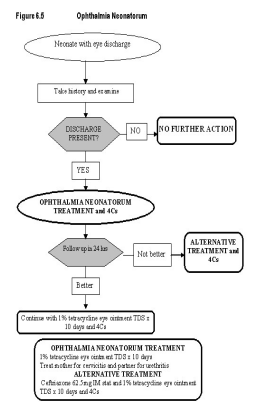 Figure 6.5 Ophthalmia Neonatorum
Neonate with eye discharge
Take history and examine
DISCHARGE
PRESENT?
NO
NO FURTHER ACTION
YES
OPHTHALMIA NEONATORUM
TREATMENT and 4Cs
Follow up in 24 hrs
Not better
ALTERNATIVE
TREATMENT and
4Cs
Better
Continue with 1% tetracycline eye ointment TDS x
10 days and 4Cs
OPHTHALMIA NEONATORUM TREATMENT
1% tetracycline eye ointment TDS x 10 days
Treat mother for cervicitis and partner for urethritis
ALTERNATIVE TREATMENT
Ceftriaxone 62.5mg IM stat and 1% tetracycline eye ointment
TDS x 10 days and 4Cs